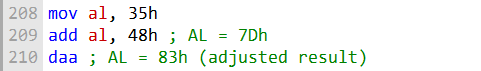 208 mov al, 35h
209 add al, 48h ; AL = 7Dh
210 daa ; AL = 83h (adjusted result)